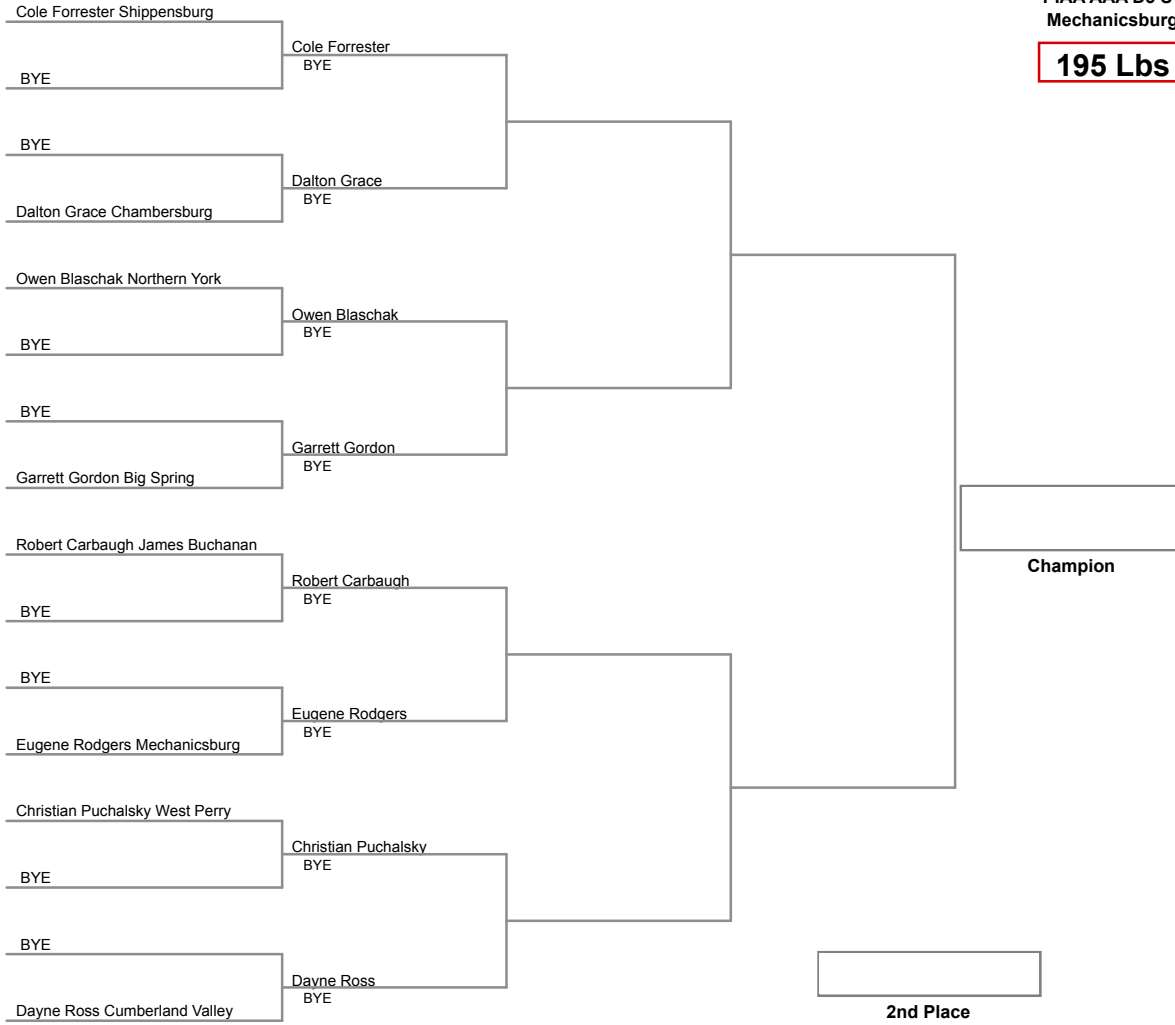 Cole Forrester Shippensburg
BYE
BYE
Dalton Grace Chambersburg
Owen Blaschak Northern York
BYE
BYE
Garrett Gordon Big Spring
Robert Carbaugh James Buchanan
BYE
BYE
Eugene Rodgers Mechanicsburg
Christian Puchalsky West Perry
BYE
BYE
Dayne Ross Cumberland Valley
Cole Forrester
BYE
Dalton Grace
BYE
Owen Blaschak
BYE
Garrett Gordon
BYE
Robert Carbaugh
BYE
Eugene Rodgers
BYE
Christian Puchalsky
BYE
Dayne Ross
BYE
PIAA AAA D3 S
Mechanicsburg
195 Lbs
Champion
2nd Place